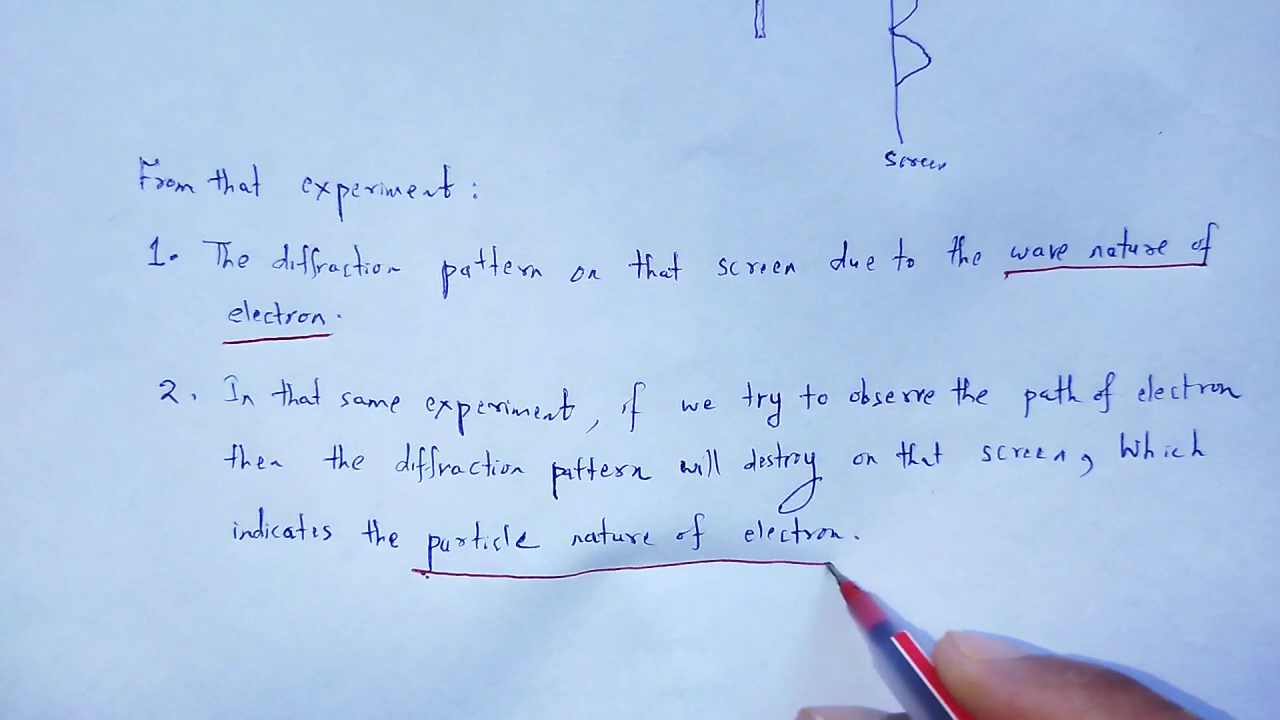 Screen
From that experiment :
1. The diffraction pattern on that screen due to the wave nature of
electron.
2. In that same experiment, if we try to observe the path of electron
then the diffraction pattern will destroy on that screen, which
indicates the particle nature of electron.